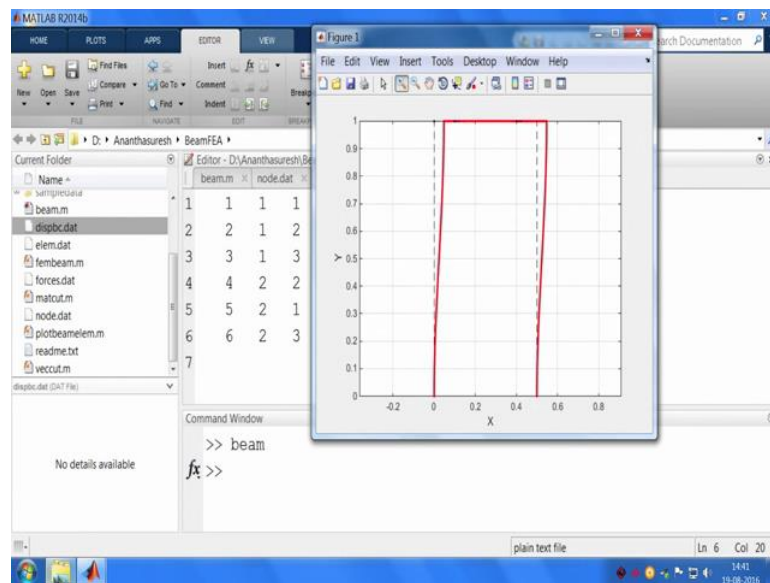 MATLAB R2014b
HOME PLOTS APPS EDITOR VIEW
Search Documentation
New Open Save Find Files Compare Print
Go To Find
Insert Comment Indent fx
FILE NAVIGATE EDIT
D: Ananthasuresh BeamFEA
Current Folder
Name
sampledata
beam.m
dispbc.dat
elem.dat
fembeam.m
forces.dat
matcut.m
node.dat
plotbeamelem.m
readme.txt
veccut.m
dispbc.dat (DAT File)
No details available
Editor - D:\Ananthasuresh\Be
beam.m node.dat
1 1 1 1
2 2 1 2
3 3 1 3
4 4 2 2
5 5 2 1
6 6 2 3
7
Command Window
>> beam
fx >>
Figure 1
File Edit View Insert Tools Desktop Window Help
1
0.9
0.8
0.7
0.6
Y 0.5
0.4
0.3
0.2
0.1
0
-0.2 0 0.2 0.4 0.6 0.8
X
plain text file Ln 6 Col 20
14:41
19-08-2016